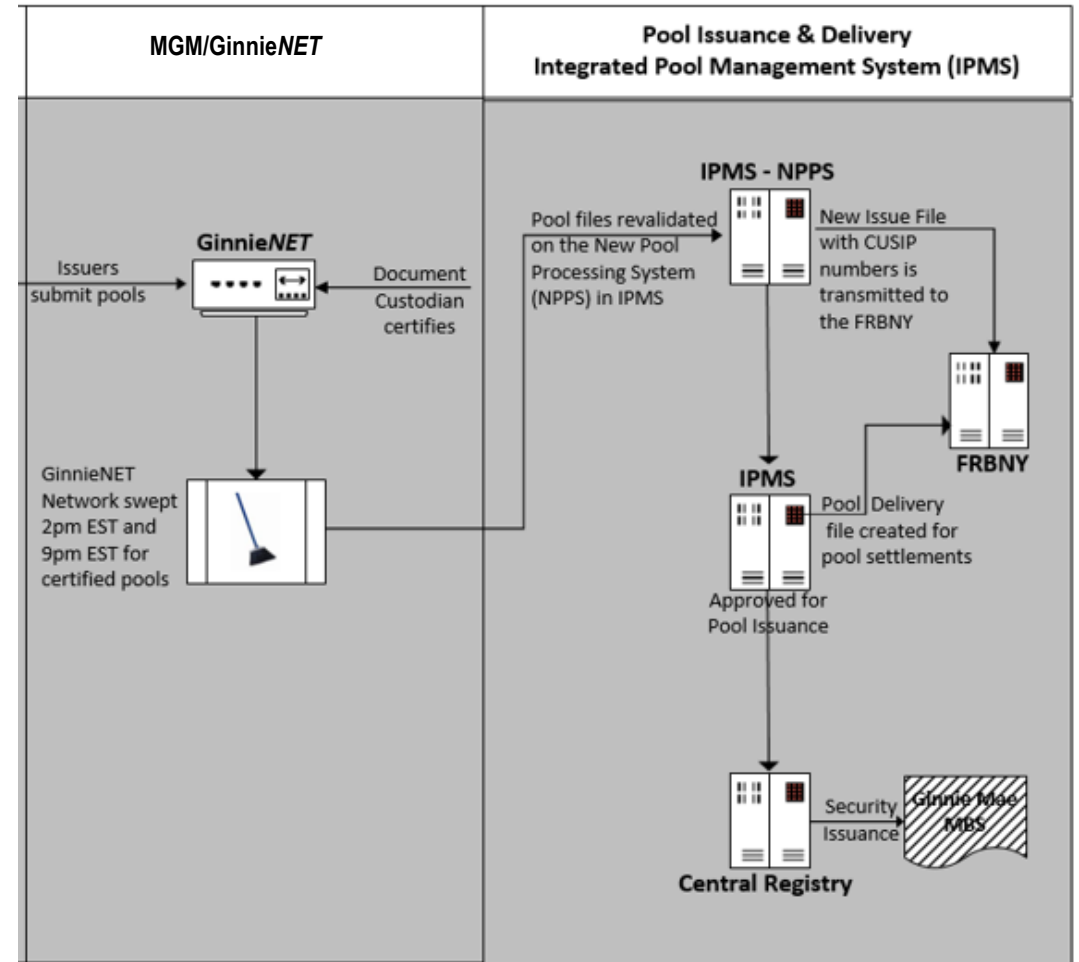 MGM/GinnieNET
Pool Issuance & Delivery
Integrated Pool Management System (IPMS)
Issuers
submit pools
GinnieNET
Document
Custodian
certifies
GinnieNET
Network swept
2pm EST and
9pm EST for
certified pools
Pool files revalidated
on the New Pool
Processing System
(NPPS) in IPMS
IPMS - NPPS
New Issue File
with CUSIP
numbers is
transmitted to
the FRBNY
FRBNY
IPMS
Pool Delivery
file created for
pool settlements
Approved for
Pool Issuance
Central Registry
Security
Issuance
Ginnie Mae
MBS